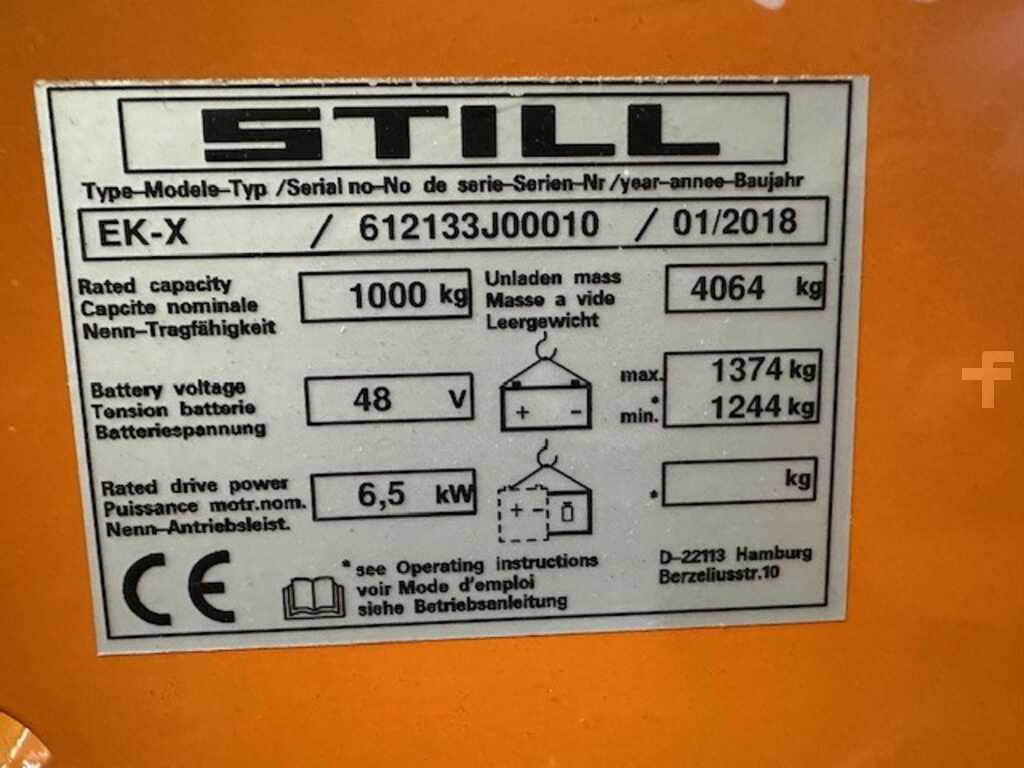 STILL
Type–Modele–Typ /Serial no–No de serie–Serien–Nr /year–annee–Baujahr
EK-X / 612133J00010 / 01/2018
Rated capacity
Capcite nominale
Nenn–Tragfähigkeit
1000 kg
Unladen mass
Masse a vide
Leergewicht
4064 kg
Battery voltage
Tension batterie
Batteriespannung
48 V
+ –
max. 1374 kg
min.* 1244 kg
Rated drive power
Puissance motr.nom.
Nenn–Antriebsleist.
6,5 kW
+ –
* kg
CE
*see Operating instructions
voir Mode d'emploi
siehe Betriebsanleitung
D–22113 Hamburg
Berzeliusstr.10
f